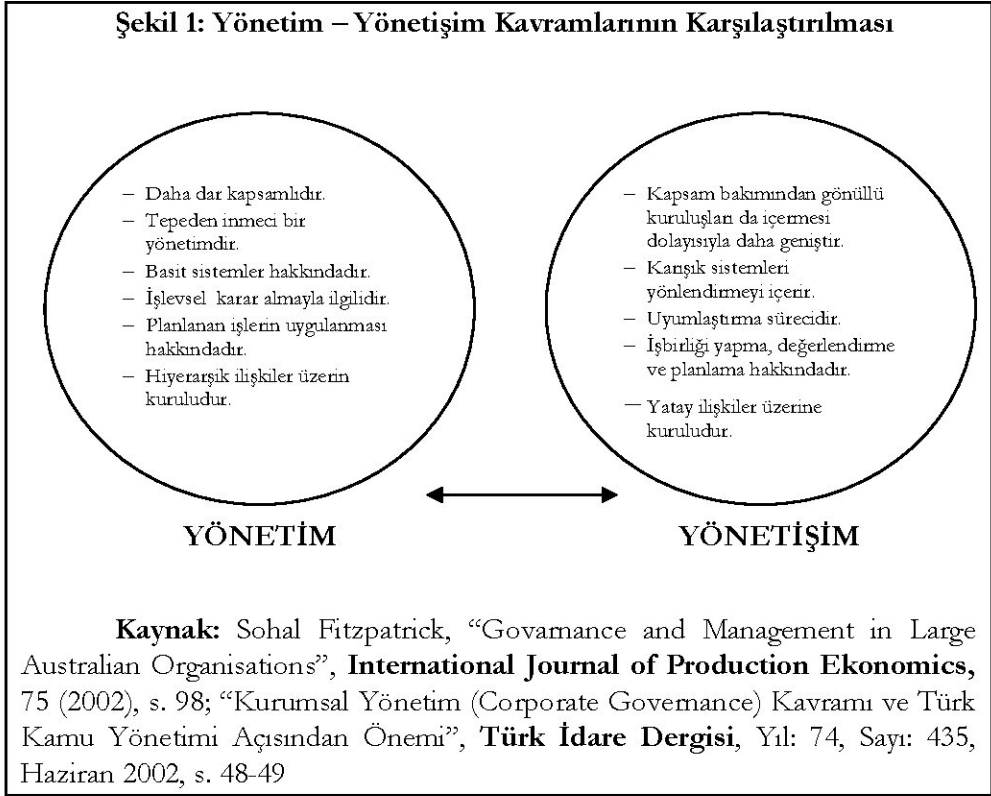 Şekil 1: Yönetim – Yönetişim Kavramlarının Karşılaştırılması
– Daha dar kapsamlıdır.
– Tepeden inmeci bir
yönetimdir.
– Basit sistemler hakkındadır.
– İşlevsel karar almayla ilgilidir.
– Planlanan işlerin uygulanması
hakkındadır.
– Hiyerarşik ilişkiler üzerin
kuruludur.
YÖNETİM
– Kapsam bakımından gönüllü
kuruluşları da içermesi
dolayısıyla daha geniştir.
– Karışık sistemleri
yönlendirmeyi içerir.
– Uyumlaştırma sürecidir.
– İşbirliği yapma, değerlendirme
ve planlama hakkındadır.
– Yatay ilişkiler üzerine
kuruludur.
YÖNETİŞİM
Kaynak: Sohal Fitzpatrick, “Govarnance and Management in Large
Australian Organisations”, International Journal of Production Ekonomics,
75 (2002), s. 98; “Kurumsal Yönetim (Corporate Governance) Kavramı ve Türk
Kamu Yönetimi Açısından Önemi”, Türk İdare Dergisi, Yıl: 74, Sayı: 435,
Haziran 2002, s. 48-49